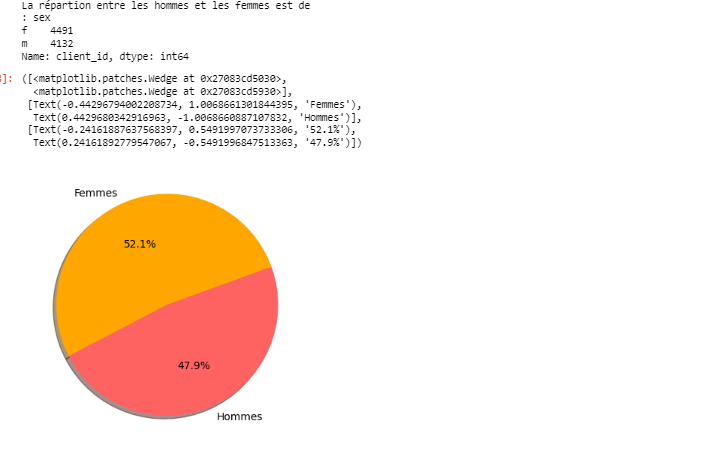 La répartion entre les hommes et les femmes est de
: sex
f    4491
m    4132
Name: client_id, dtype: int64
]: ([<matplotlib.patches.Wedge at 0x27083cd5030>,
<matplotlib.patches.Wedge at 0x27083cd5930>],
[Text(-0.44296794002208734, 1.0068661301844395, 'Femmes'),
Text(0.4429680342916963, -1.0068660887107832, 'Hommes')],
[Text(-0.24161887637568397, 0.5491997073733306, '52.1%'),
Text(0.24161892779547067, -0.5491996847513363, '47.9%')])
Femmes
52.1%
47.9%
Hommes